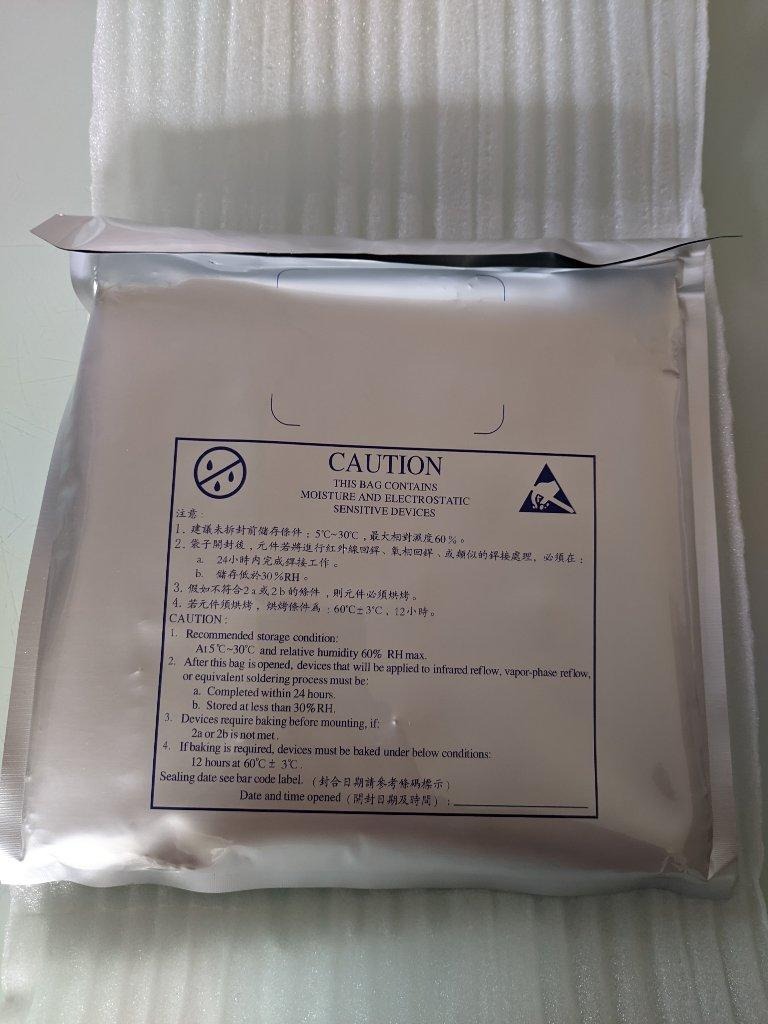 CAUTION
THIS BAG CONTAINS
MOISTURE AND ELECTROSTATIC
SENSITIVE DEVICES
注意：
1. 建議未拆封前儲存條件：5℃~30℃，最大相對濕度60%。
2. 袋子開封後，元件若將進行紅外線回銲、氣相回銲、或類似的銲接處理，必須在：
a. 24小時內完成銲接工作。
b. 儲存低於30%RH。
3. 假如不符合2a或2b的條件，則元件必須烘烤。
4. 若元件須烘烤，烘烤條件為：60℃±3℃，12小時。
CAUTION:
1. Recommended storage condition:
At 5℃~30℃ and relative humidity 60% RH max.
2. After this bag is opened, devices that will be applied to infrared reflow, vapor-phase reflow,
or equivalent soldering process must be:
a. Completed within 24 hours.
b. Stored at less than 30%RH.
3. Devices require baking before mounting, if:
2a or 2b is not met.
4. If baking is required, devices must be baked under below conditions:
12 hours at 60℃ ± 3℃.
Sealing date see bar code label. (封合日期請參考條碼標示)
Date and time opened (開封日期及時間)：